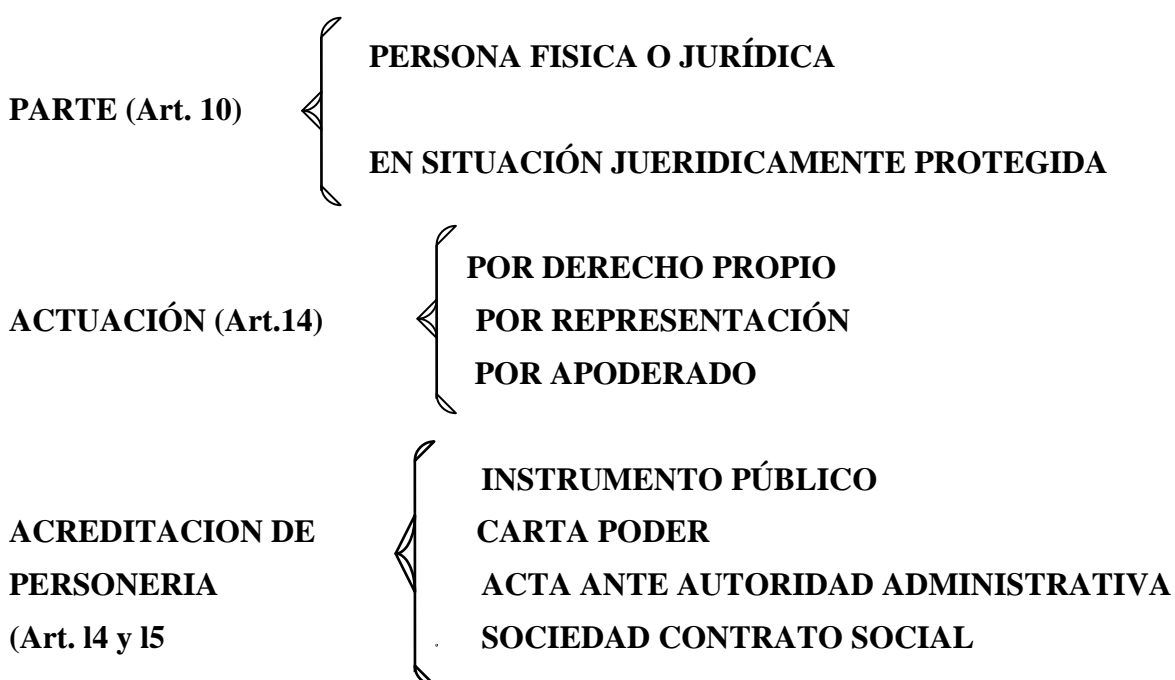 PERSONA FISICA O JURÍDICA
PARTE (Art. 10)
EN SITUACIÓN JUERIDICAMENTE PROTEGIDA
POR DERECHO PROPIO
ACTUACIÓN (Art.14) POR REPRESENTACIÓN
POR APODERADO
INSTRUMENTO PÚBLICO
ACREDITACION DE CARTA PODER
PERSONERIA ACTA ANTE AUTORIDAD ADMINISTRATIVA
(Art. l4 y l5 SOCIEDAD CONTRATO SOCIAL